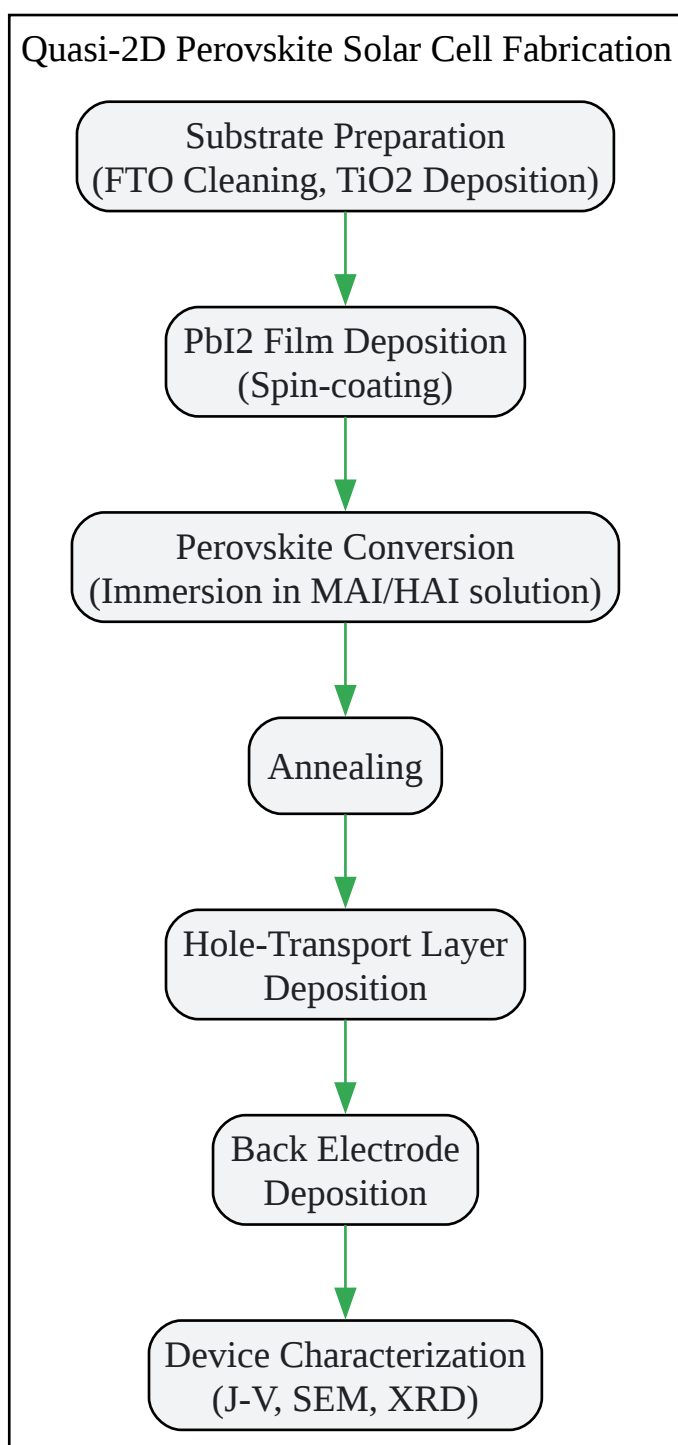 Quasi-2D Perovskite Solar Cell Fabrication
Substrate Preparation
(FTO Cleaning, TiO2 Deposition)
PbI2 Film Deposition
(Spin-coating)
Perovskite Conversion
(Immersion in MAI/HAI solution)
Annealing
Hole-Transport Layer
Deposition
Back Electrode
Deposition
Device Characterization
(J-V, SEM, XRD)